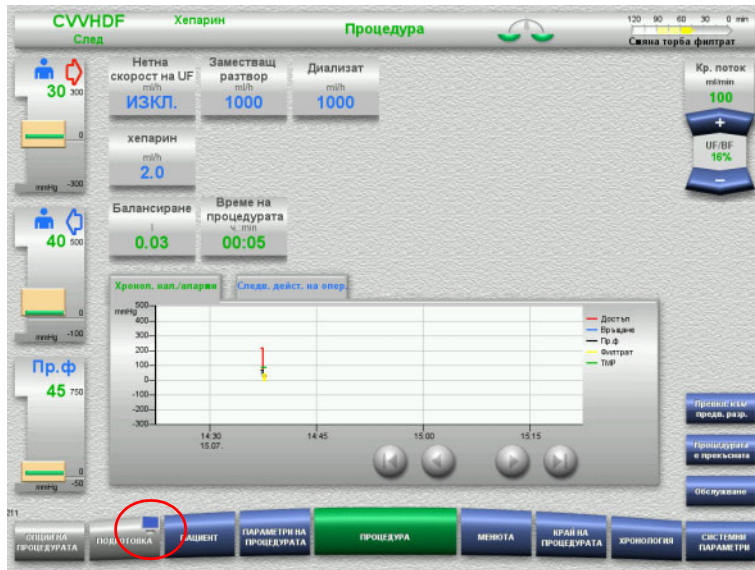 CVVHDF
Хепарин
След
Процедура
120 90 60 30 0 min
Смяна торба филтрат
30 300
0
mmHg -300
Нетна
скорост на UF
ml/h
ИЗКЛ.
Заместващ
разтвор
ml/h
1000
Диализат
ml/h
1000
Кр. поток
ml/min
100
+
UF/BF
16%
−
хепарин
ml/h
2.0
40 500
0
mmHg -100
Балансиране
l
0.03
Време на
процедурата
ч. min
00:05
Пр.ф
45 750
0
mmHg -50
Хронол. нал./аларми
Следв. дейст. на опер.
mmHg
500
400
300
200
100
0
-100
-200
-300
14:30
15.07.
14:45
15:00
15:15
Достъп
Връщане
Пр.ф
Филтрат
TMP
Превкл. към
предв. разр.
Процедурата
е прекъсната
Обслужване
211
ОПЦИИ НА
ПРОЦЕДУРАТА
ПОДГОТОВКА
ПАЦИЕНТ
ПАРАМЕТРИ НА
ПРОЦЕДУРАТА
ПРОЦЕДУРА
МЕНЮТА
КРАЙ НА
ПРОЦЕДУРАТА
ХРОНОЛОГИЯ
СИСТЕМНИ
ПАРАМЕТРИ